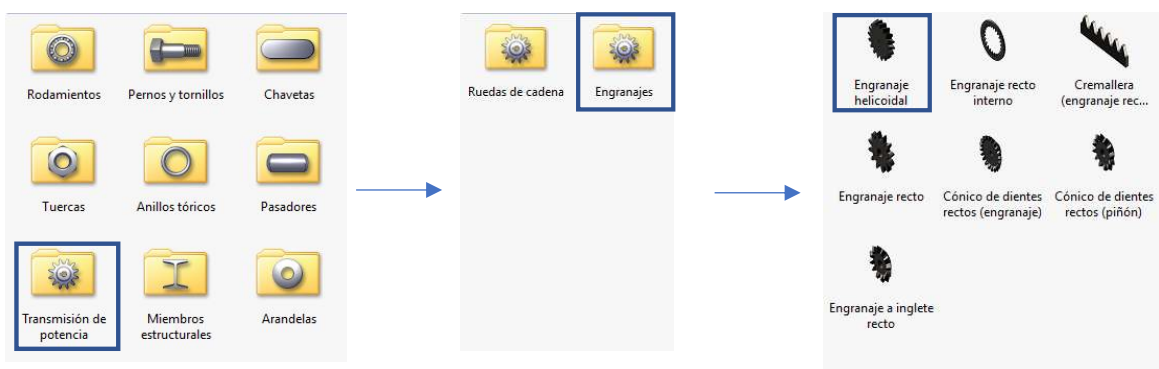 Rodamientos
Pernos y tornillos
Chavetas
Tuercas
Anillos tóricos
Pasadores
Transmisión de
potencia
Miembros
estructurales
Arandelas
Ruedas de cadena
Engranajes
Engranaje
helicoidal
Engranaje recto
interno
Cremallera
(engranaje rec...
Engranaje recto
Cónico de dientes
rectos (engranaje)
Cónico de dientes
rectos (piñón)
Engranaje a inglete
recto